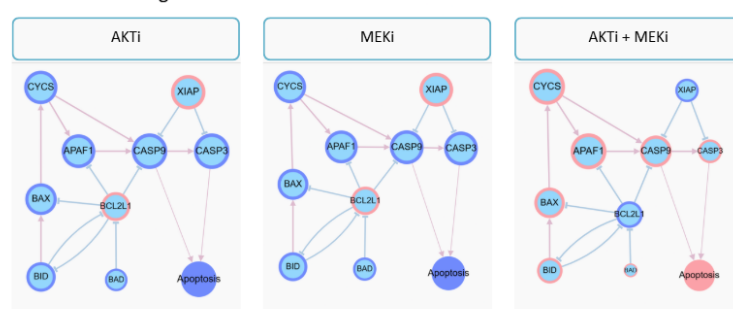 AKTi
MEKi
AKTi + MEKi
CYCS
XIAP
APAF1
CASP9
CASP3
BAX
BCL2L1
BID
BAD
Apoptosis
CYCS
XIAP
APAF1
CASP9
CASP3
BAX
BCL2L1
BID
BAD
Apoptosis
CYCS
XIAP
APAF1
CASP9
CASP3
BAX
BCL2L1
BID
BAD
Apoptosis